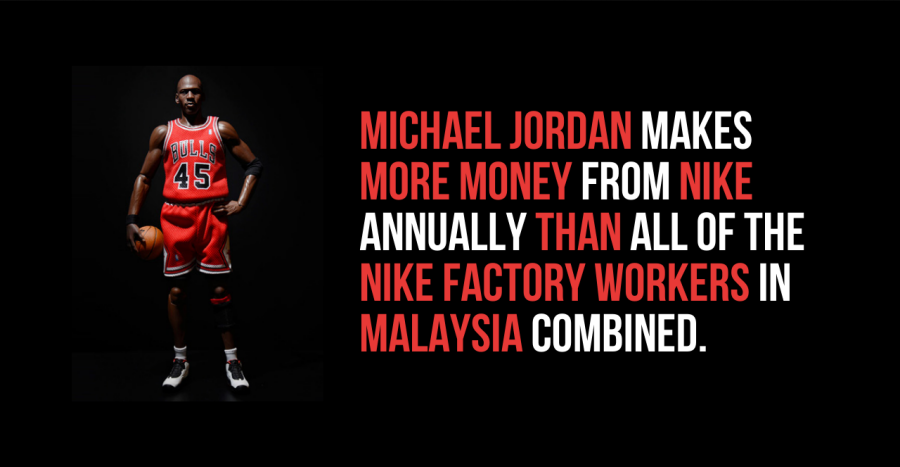 BULLS
45
MICHAEL JORDAN MAKES
MORE MONEY FROM NIKE
ANNUALLY THAN ALL OF THE
NIKE FACTORY WORKERS IN
MALAYSIA COMBINED.